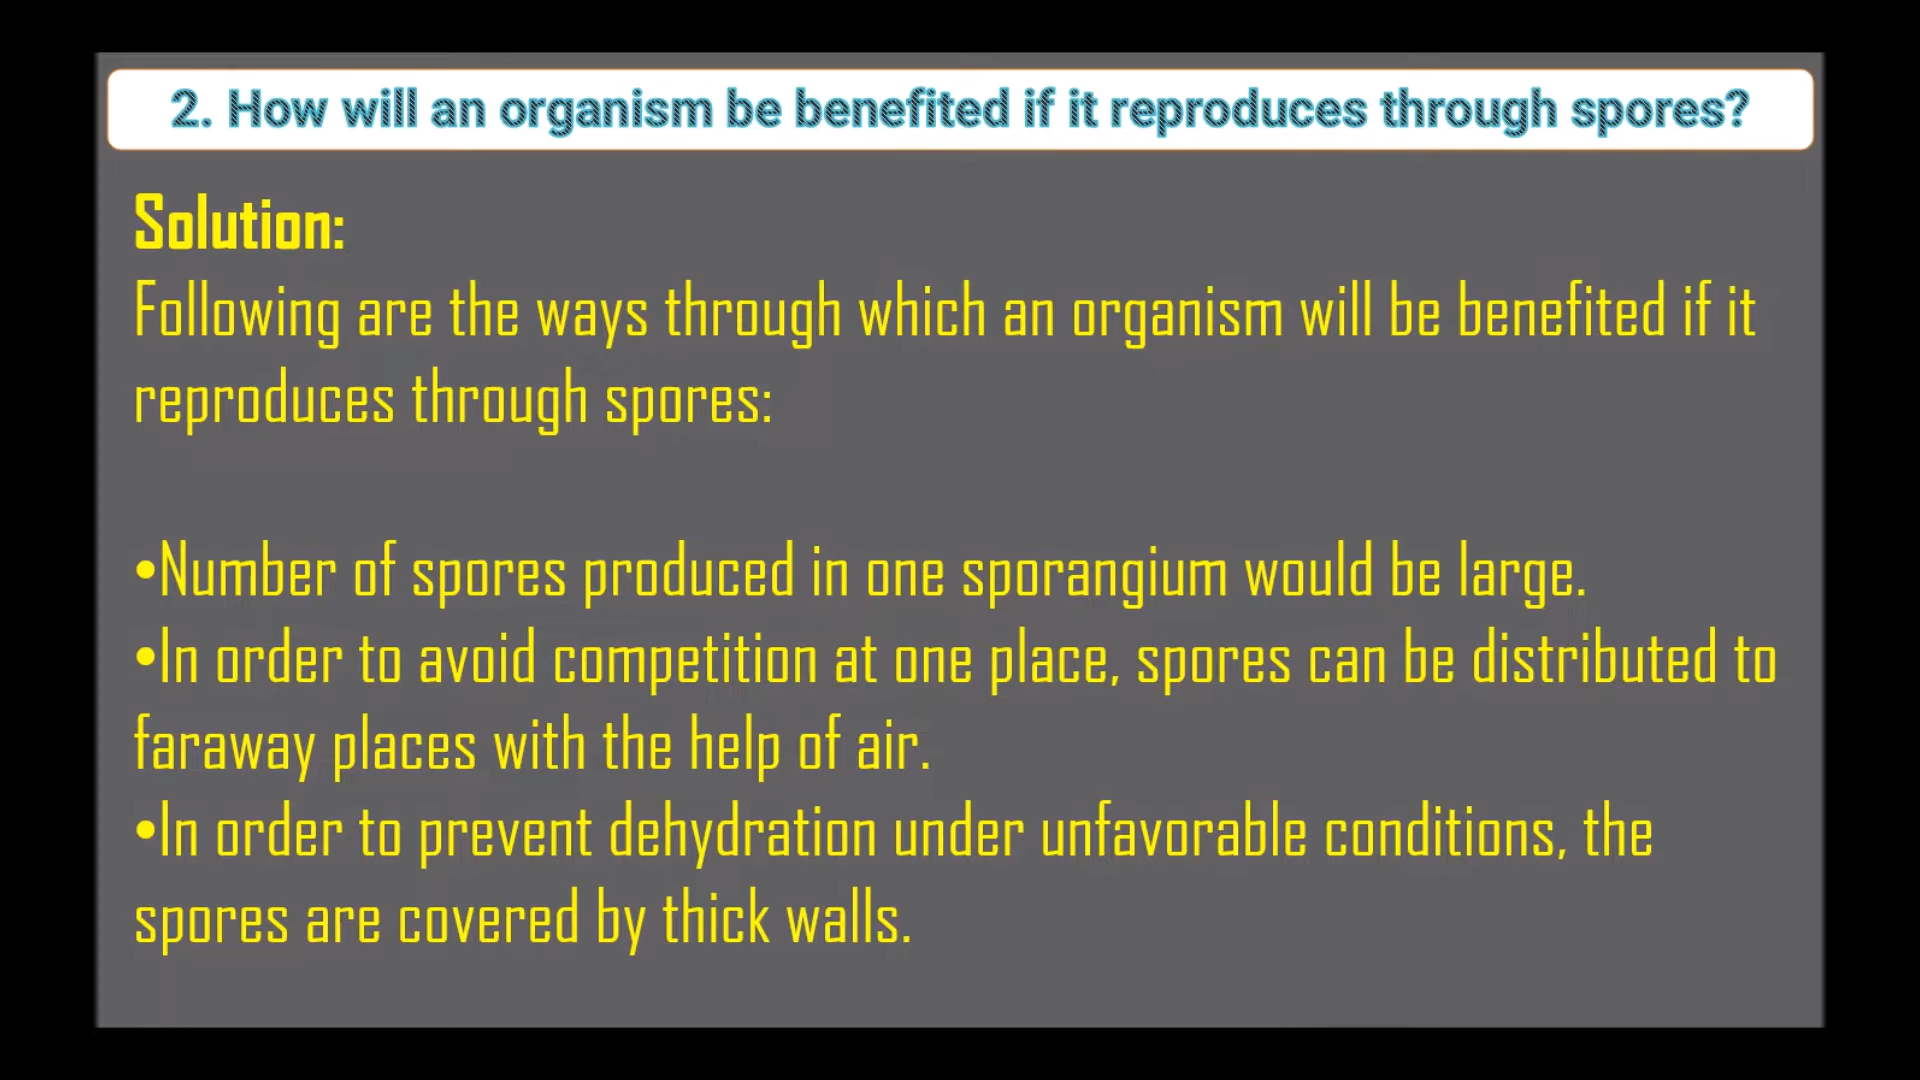 2. How will an organism be benefited if it reproduces through spores?
Solution:
Following are the ways through which an organism will be benefited if it
reproduces through spores:
•Number of spores produced in one sporangium would be large.
•In order to avoid competition at one place, spores can be distributed to
faraway places with the help of air.
•In order to prevent dehydration under unfavorable conditions, the
spores are covered by thick walls.